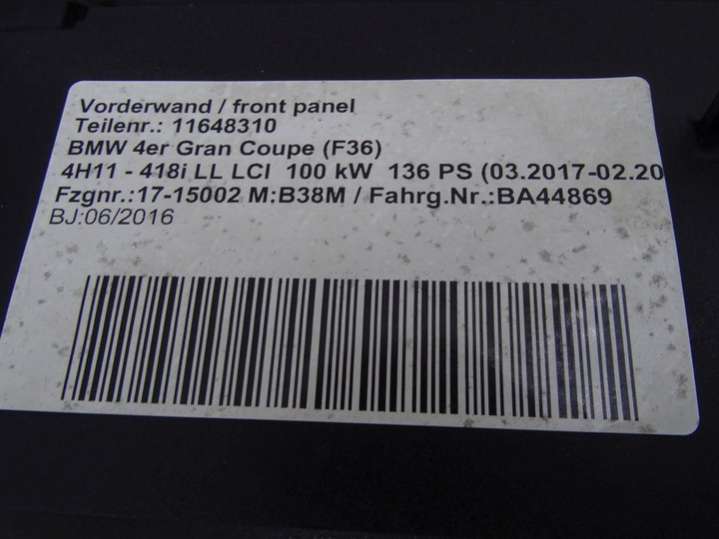 Vorderwand / front panel
Teilenr.: 11648310
BMW 4er Gran Coupe (F36)
4H11 - 418i LL LCI 100 kW 136 PS (03.2017-02.20
Fzgnr.:17-15002 M:B38M / Fahrg.Nr.:BA44869
BJ:06/2016